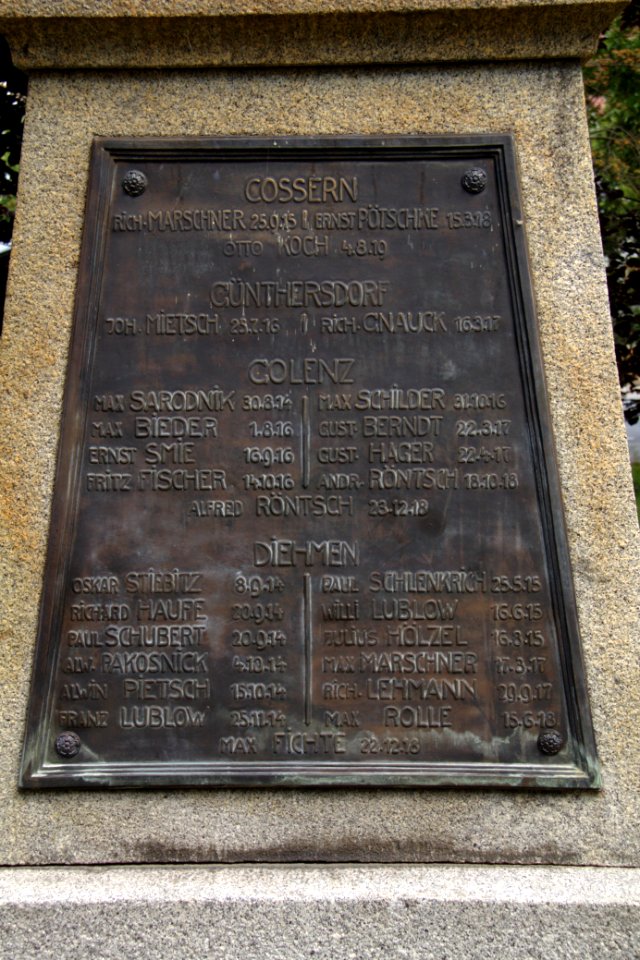 COSSERN
RICH. MARSCHNER 25.9.15 ERNST PÖTSCHKE 15.3.18
OTTO KOCH 4.8.19
GÜNTHERSDORF
JOH. MIETSCH 23.7.16 RICH. GNAUCK 16.3.17
GOLENZ
MAX SARODNIK 30.8.14 MAX SCHILDER 31.10.16
MAX BIEDER 1.8.16 GUST. BERNDT 22.3.17
ERNST SMIE 16.9.16 GUST. HÄGER 22.4.17
FRITZ FISCHER 14.10.16 ANDR. RÖNTSCH 18.10.18
ALFRED RÖNTSCH 23.12.18
DIEHMEN
OSKAR STIEBITZ 8.9.14 PAUL SCHLENKRICH 25.5.15
RICHARD HAUFE 20.9.14 WILLI LUBLOW 16.6.15
PAUL SCHUBERT 20.9.14 JULIUS HÖLZEL 16.8.15
ALW. PAKOSNICK 4.10.14 MAX MARSCHNER 17.3.17
ALWIN PIETSCH 15.10.14 RICH. LEHMANN 29.9.17
FRANZ LUBLOW 25.11.14 MAX ROLLE 15.6.18
MAX FICHTE 22.12.18